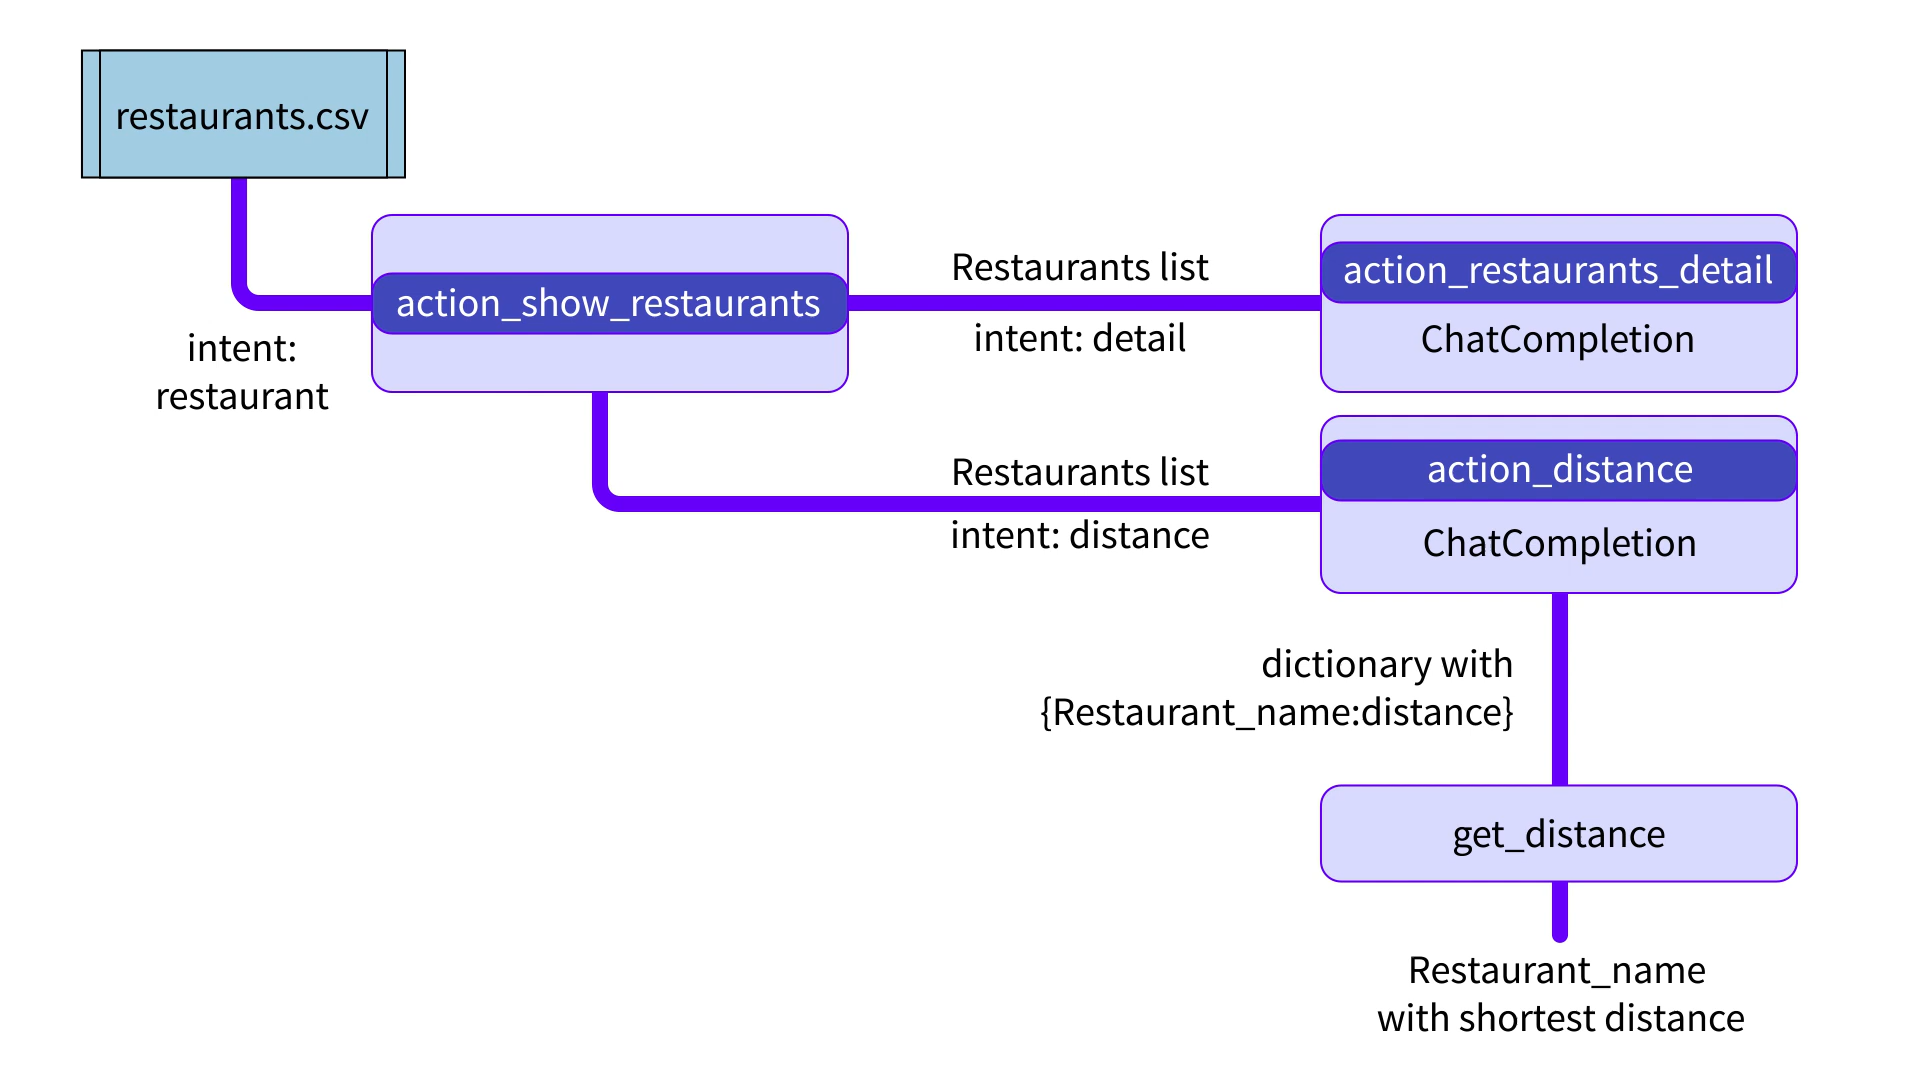 restaurants.csv
intent:
restaurant
action_show_restaurants
Restaurants list
intent: detail
action_restaurants_detail
ChatCompletion
Restaurants list
intent: distance
action_distance
ChatCompletion
dictionary with
{Restaurant_name:distance}
get_distance
Restaurant_name
with shortest distance